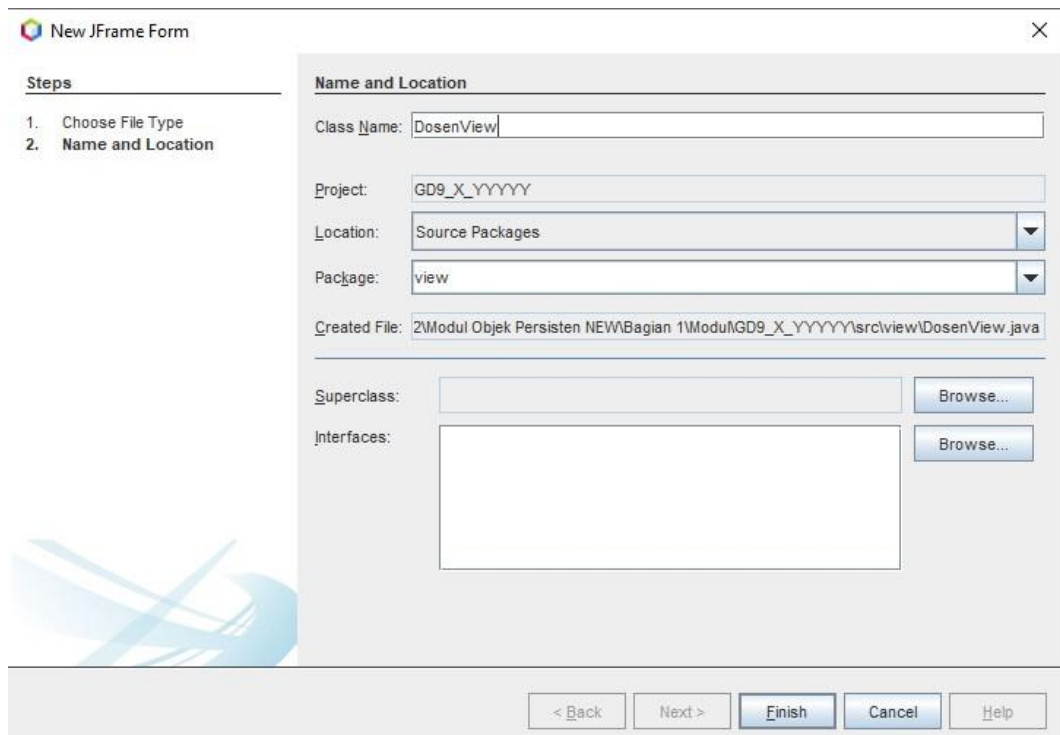 New JFrame Form
Steps
1. Choose File Type
2. Name and Location
Name and Location
Class Name: DosenView
Project: GD9_X_YYYYY
Location: Source Packages
Package: view
Created File: 2\Modul Objek Persisten NEW\Bagian 1\Modul\GD9_X_YYYYY\src\view\DosenView.java
Superclass: Browse...
Interfaces: Browse...
< Back Next > Finish Cancel Help